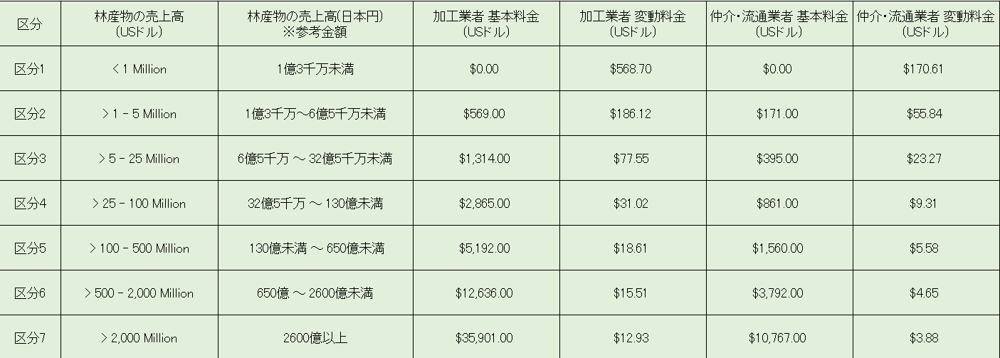 区分
林産物の売上高
(USドル)
林産物の売上高(日本円)
※参考金額
加工業者 基本料金
(USドル)
加工業者 変動料金
(USドル)
仲介・流通業者 基本料金
(USドル)
仲介・流通業者 変動料金
(USドル)
区分1 < 1 Million 1億3千万未満 $0.00 $568.70 $0.00 $170.61
区分2 > 1 - 5 Million 1億3千万～6億5千万未満 $569.00 $186.12 $171.00 $55.84
区分3 > 5 - 25 Million 6億5千万 ～ 32億5千万未満 $1,314.00 $77.55 $395.00 $23.27
区分4 > 25 - 100 Million 32億5千万 ～ 130億未満 $2,865.00 $31.02 $861.00 $9.31
区分5 > 100 - 500 Million 130億未満 ～ 650億未満 $5,192.00 $18.61 $1,560.00 $5.58
区分6 > 500 - 2,000 Million 650億 ～ 2600億未満 $12,636.00 $15.51 $3,792.00 $4.65
区分7 > 2,000 Million 2600億以上 $35,901.00 $12.93 $10,767.00 $3.88